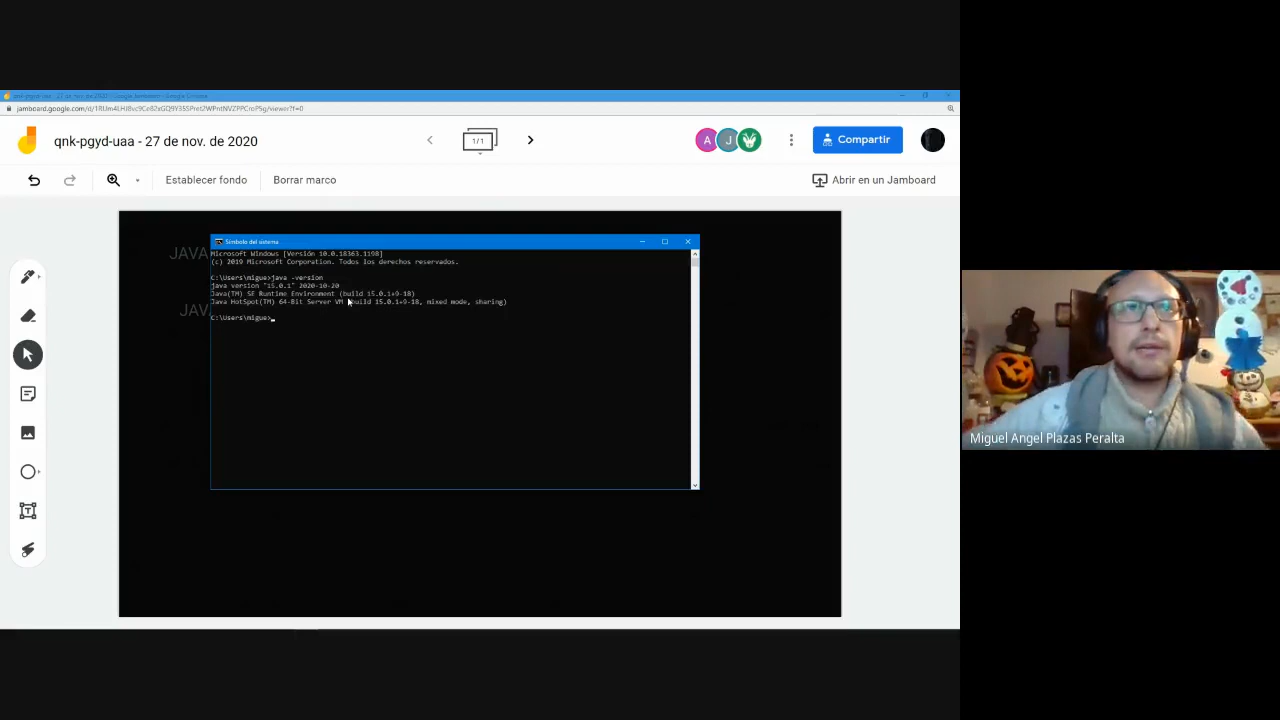 qnk-pgyd-uaa - 27 de nov. de 2020
1/1
A
J
Compartir
Establecer fondo
Borrar marco
Abrir en un Jamboard
JAVA
JAVA
Símbolo del sistema
Microsoft Windows [Versión 10.0.18363.1198]
(c) 2019 Microsoft Corporation. Todos los derechos reservados.
C:\Users\migue>java -version
java version "15.0.1" 2020-10-20
Java(TM) SE Runtime Environment (build 15.0.1+9-18)
Java HotSpot(TM) 64-Bit Server VM (build 15.0.1+9-18, mixed mode, sharing)
C:\Users\migue>
Miguel Angel Plazas Peralta